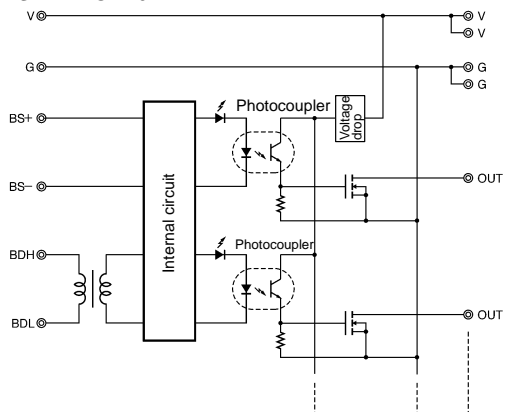 V V
V
G G
G
BS+
Photocoupler
Voltage drop
BS−
Internal circuit
OUT
BDH
Photocoupler
BDL
OUT